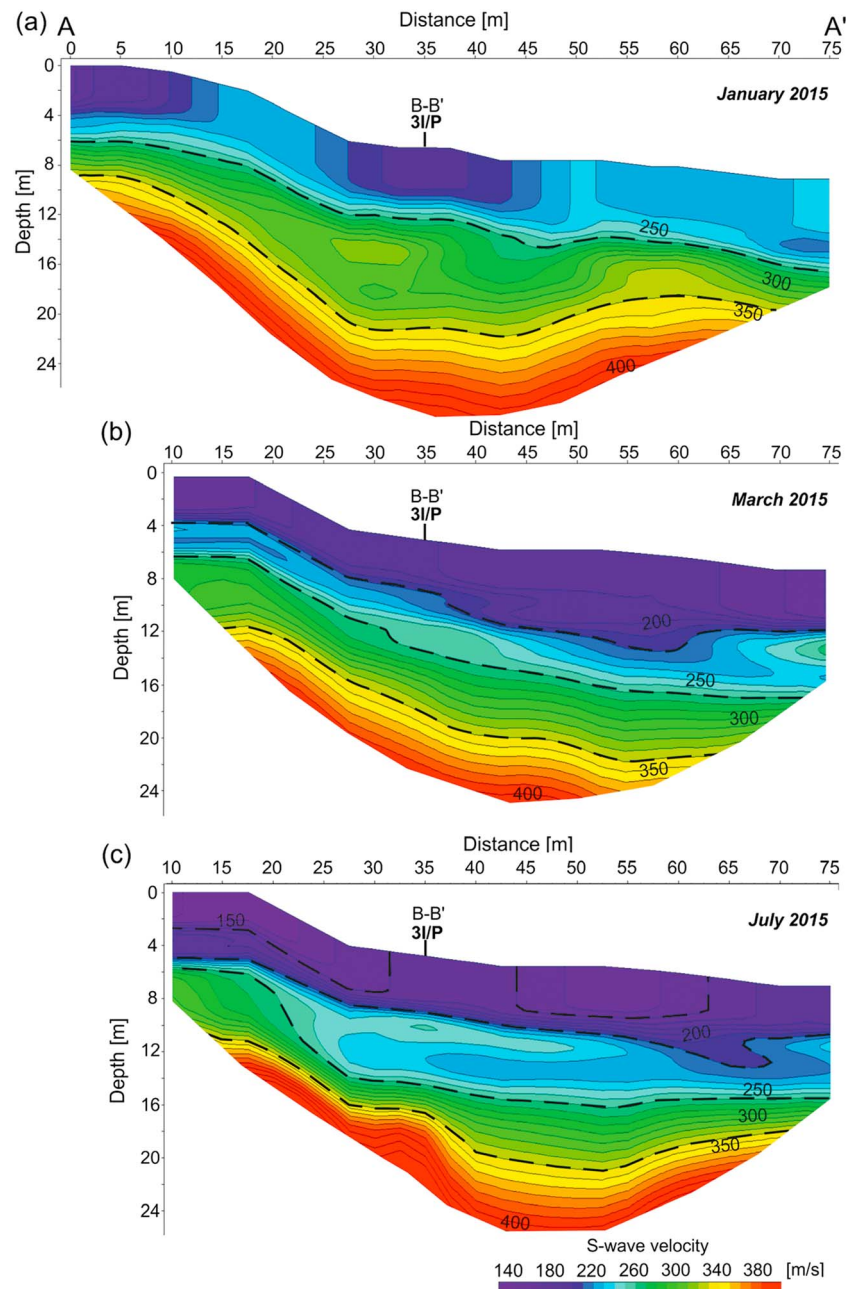 (a) A Distance [m] A'
0 5 10 15 20 25 30 35 40 45 50 55 60 65 70 75
B-B'
3I/P
January 2015
Depth [m]
0
4
8
12
16
20
24
250
300
350
400
(b) Distance [m]
10 15 20 25 30 35 40 45 50 55 60 65 70 75
B-B'
3I/P
March 2015
Depth [m]
0
4
8
12
16
20
24
200
250
300
350
400
(c) Distance [m]
10 15 20 25 30 35 40 45 50 55 60 65 70 75
B-B'
3I/P
July 2015
Depth [m]
0
4
8
12
16
20
24
150
200
250
300
350
400
S-wave velocity
140 180 220 260 300 340 380 [m/s]